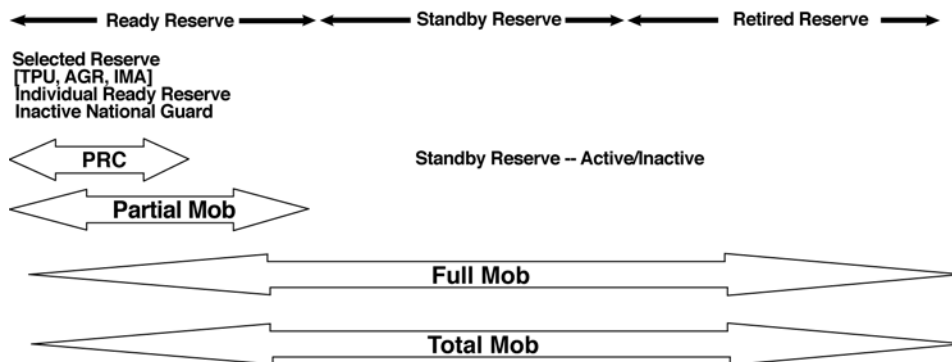 Ready Reserve Standby Reserve Retired Reserve
Selected Reserve
[TPU, AGR, IMA]
Individual Ready Reserve
Inactive National Guard
PRC
Standby Reserve -- Active/Inactive
Partial Mob
Full Mob
Total Mob